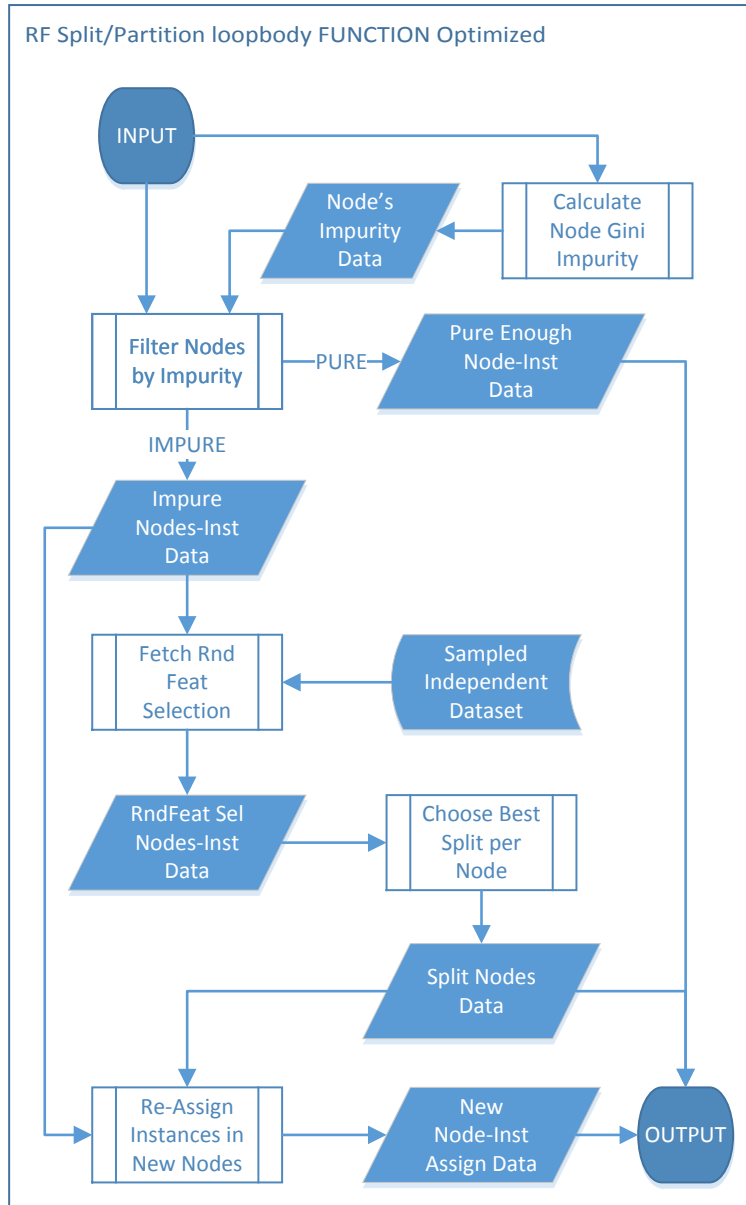 RF Split/Partition loopbody FUNCTION Optimized
INPUT
Node's
Impurity
Data
Calculate
Node Gini
Impurity
Filter Nodes
by Impurity
PURE
Pure Enough
Node-Inst
Data
IMPURE
Impure
Nodes-Inst
Data
Fetch Rnd
Feat
Selection
Sampled
Independent
Dataset
RndFeat Sel
Nodes-Inst
Data
Choose Best
Split per
Node
Split Nodes
Data
Re-Assign
Instances in
New Nodes
New
Node-Inst
Assign Data
OUTPUT